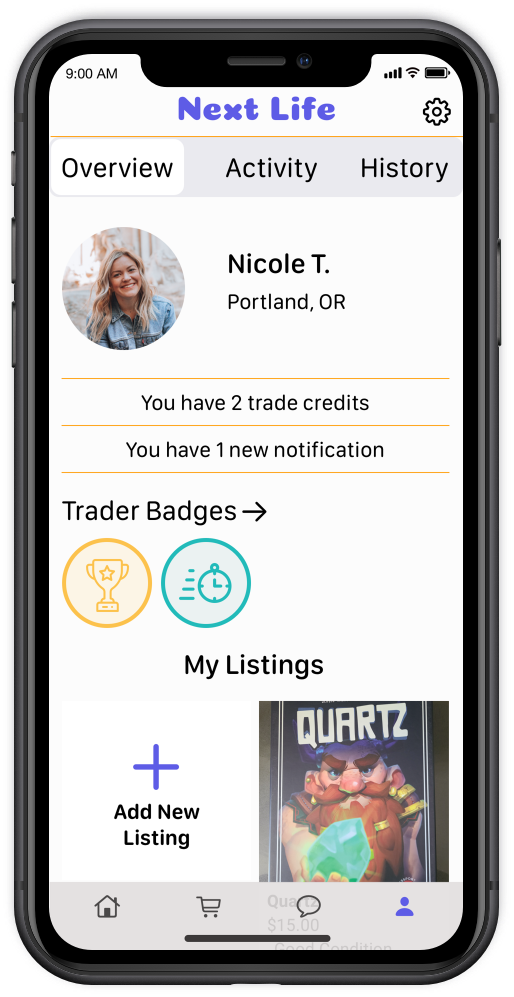 9:00 AM
Next Life
Overview
Activity
History
Nicole T.
Portland, OR
You have 2 trade credits
You have 1 new notification
Trader Badges
My Listings
QUARTZ
Add New
Listing
Quartz
$15.00
Good Condition